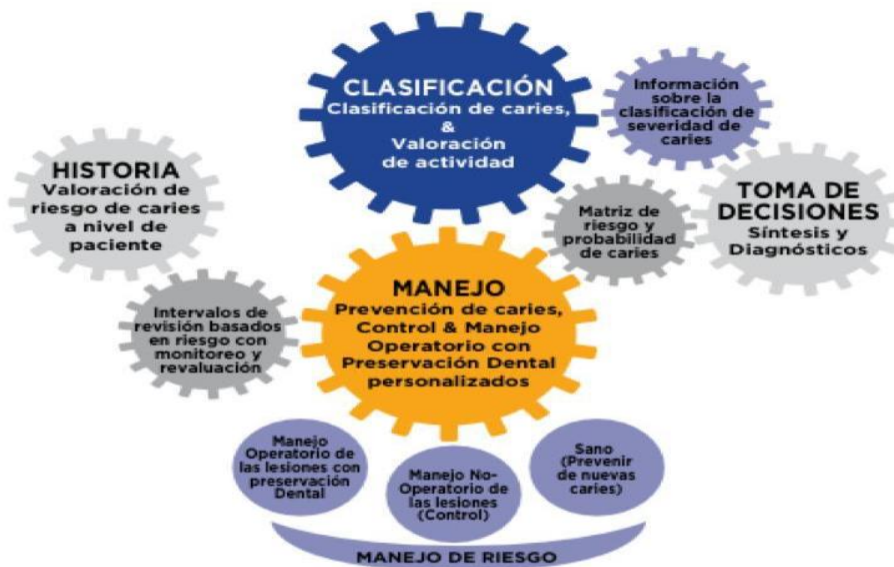 CLASIFICACIÓN
Clasificación de caries,
&
Valoración
de actividad
Información
sobre la
clasificación de
severidad de
caries
HISTORIA
Valoración de
riesgo de caries
a nivel de
paciente
TOMA DE
DECISIONES
Síntesis y
Diagnósticos
Matriz de
riesgo y
probabilidad
de caries
Intervalos de
revisión basados
en riesgo con
monitoreo y
revaluación
MANEJO
Prevención de caries,
Control & Manejo
Operatorio con
Preservación Dental
personalizados
Manejo
Operatorio de
las lesiones con
preservación
Dental
Manejo No-
Operatorio de
las lesiones
(Control)
Sano
(Prevenir
de nuevas
caries)
MANEJO DE RIESGO